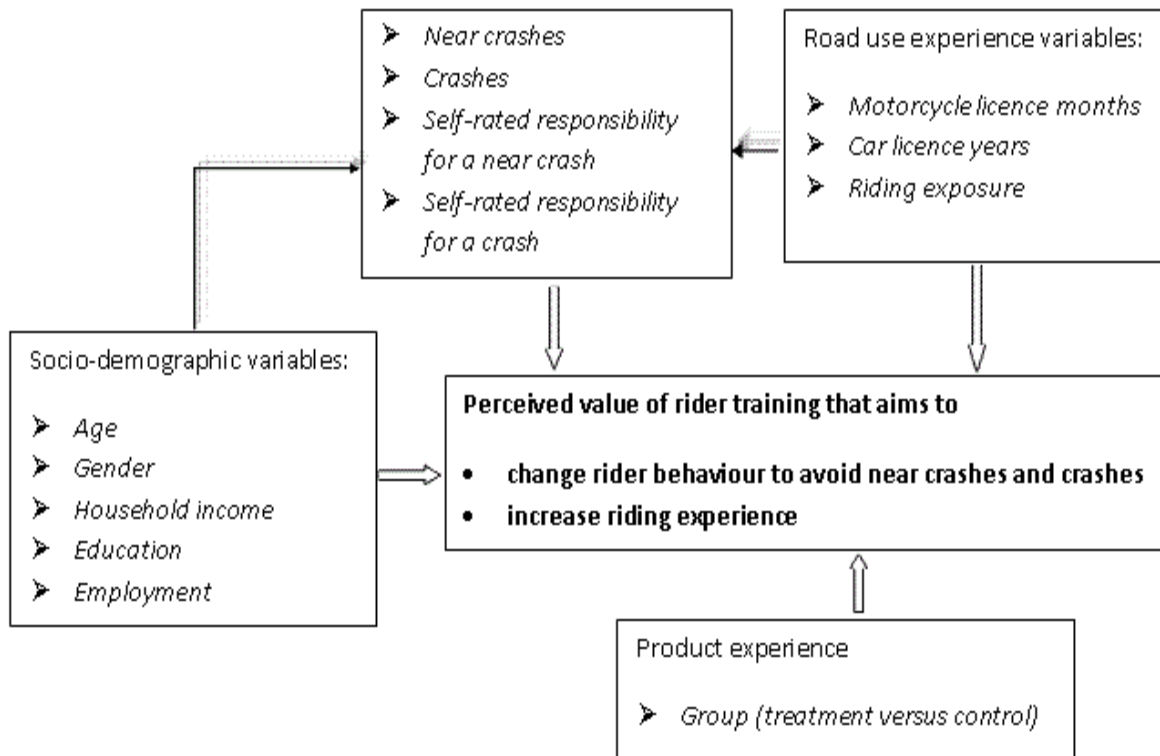 Near crashes
Crashes
Self-rated responsibility
for a near crash
Self-rated responsibility
for a crash
Road use experience variables:
Motorcycle licence months
Car licence years
Riding exposure
Socio-demographic variables:
Age
Gender
Household income
Education
Employment
Perceived value of rider training that aims to
• change rider behaviour to avoid near crashes and crashes
• increase riding experience
Product experience
Group (treatment versus control)